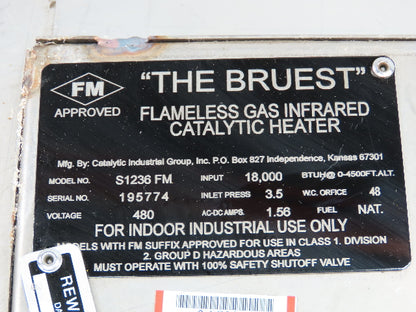 FM
APPROVED
"THE BRUEST"
FLAMELESS GAS INFRARED
CATALYTIC HEATER
Mfg. By: Catalytic Industrial Group, Inc. P.O. Box 827 Independence, Kansas 67301
MODEL NO. S1236 FM INPUT 18,000 BTUH@ 0-4500FT.ALT.
SERIAL NO. 195774 INLET PRESS 3.5 W.C. ORFICE 48
VOLTAGE 480 AC-DC AMPS. 1.56 FUEL NAT.
FOR INDOOR INDUSTRIAL USE ONLY
MODELS WITH FM SUFFIX APPROVED FOR USE IN CLASS 1. DIVISION
2. GROUP D HAZARDOUS AREAS
MUST OPERATE WITH 100% SAFETY SHUTOFF VALVE
REW
DA